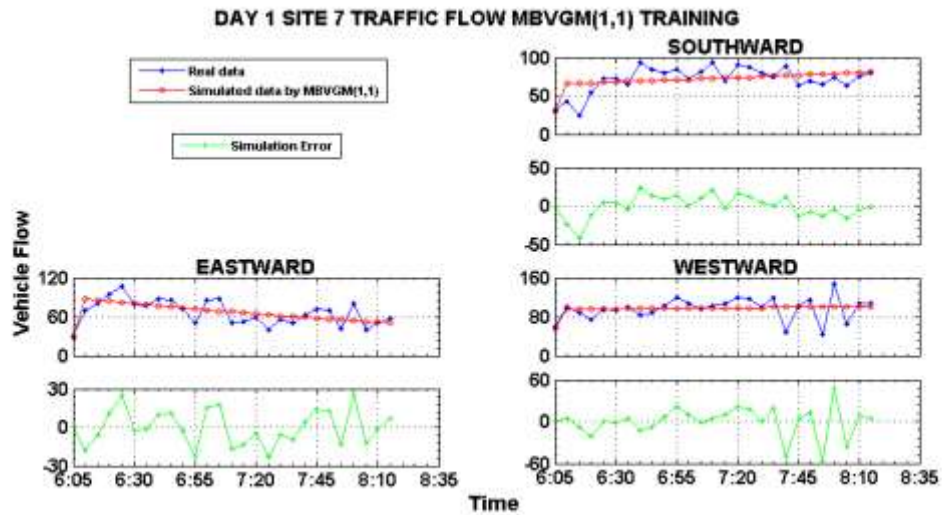 DAY 1 SITE 7 TRAFFIC FLOW MBVGM(1,1) TRAINING
Real data
Simulated data by MBVGM(1,1)
Simulation Error
SOUTHWARD
100
50
0
50
0
-50
Vehicle Flow
EASTWARD
120
60
0
30
0
-30
6:05 6:30 6:55 7:20 7:45 8:10 8:35
WESTWARD
160
80
0
60
0
-60
6:05 6:30 6:55 7:20 7:45 8:10 8:35
Time